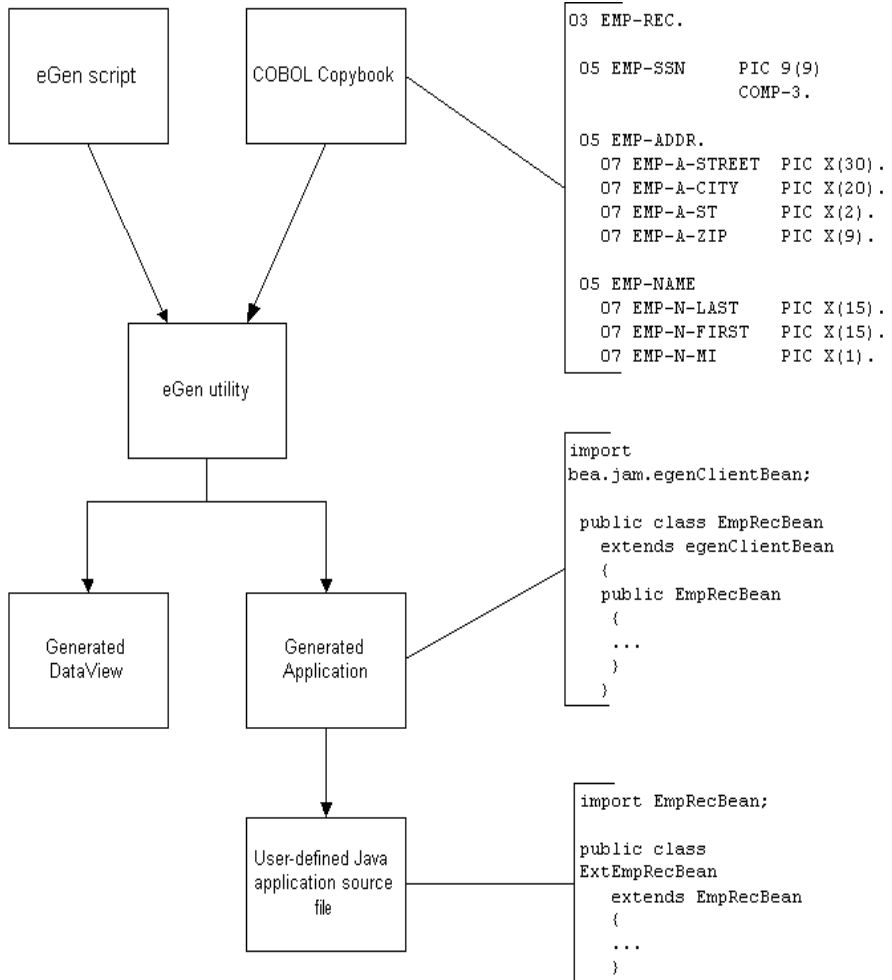 eGen script
COBOL Copybook
03 EMP-REC.
05 EMP-SSN PIC 9(9)
COMP-3.
05 EMP-ADDR.
07 EMP-A-STREET PIC X(30).
07 EMP-A-CITY PIC X(20).
07 EMP-A-ST PIC X(2).
07 EMP-A-ZIP PIC X(9).
05 EMP-NAME
07 EMP-N-LAST PIC X(15).
07 EMP-N-FIRST PIC X(15).
07 EMP-N-MI PIC X(1).
eGen utility
import
bea.jam.egenClientBean;
public class EmpRecBean
extends egenClientBean
{
public EmpRecBean
{
...
}
}
Generated
DataView
Generated
Application
User-defined Java
application source
file
import EmpRecBean;
public class
ExtEmpRecBean
extends EmpRecBean
{
...
}